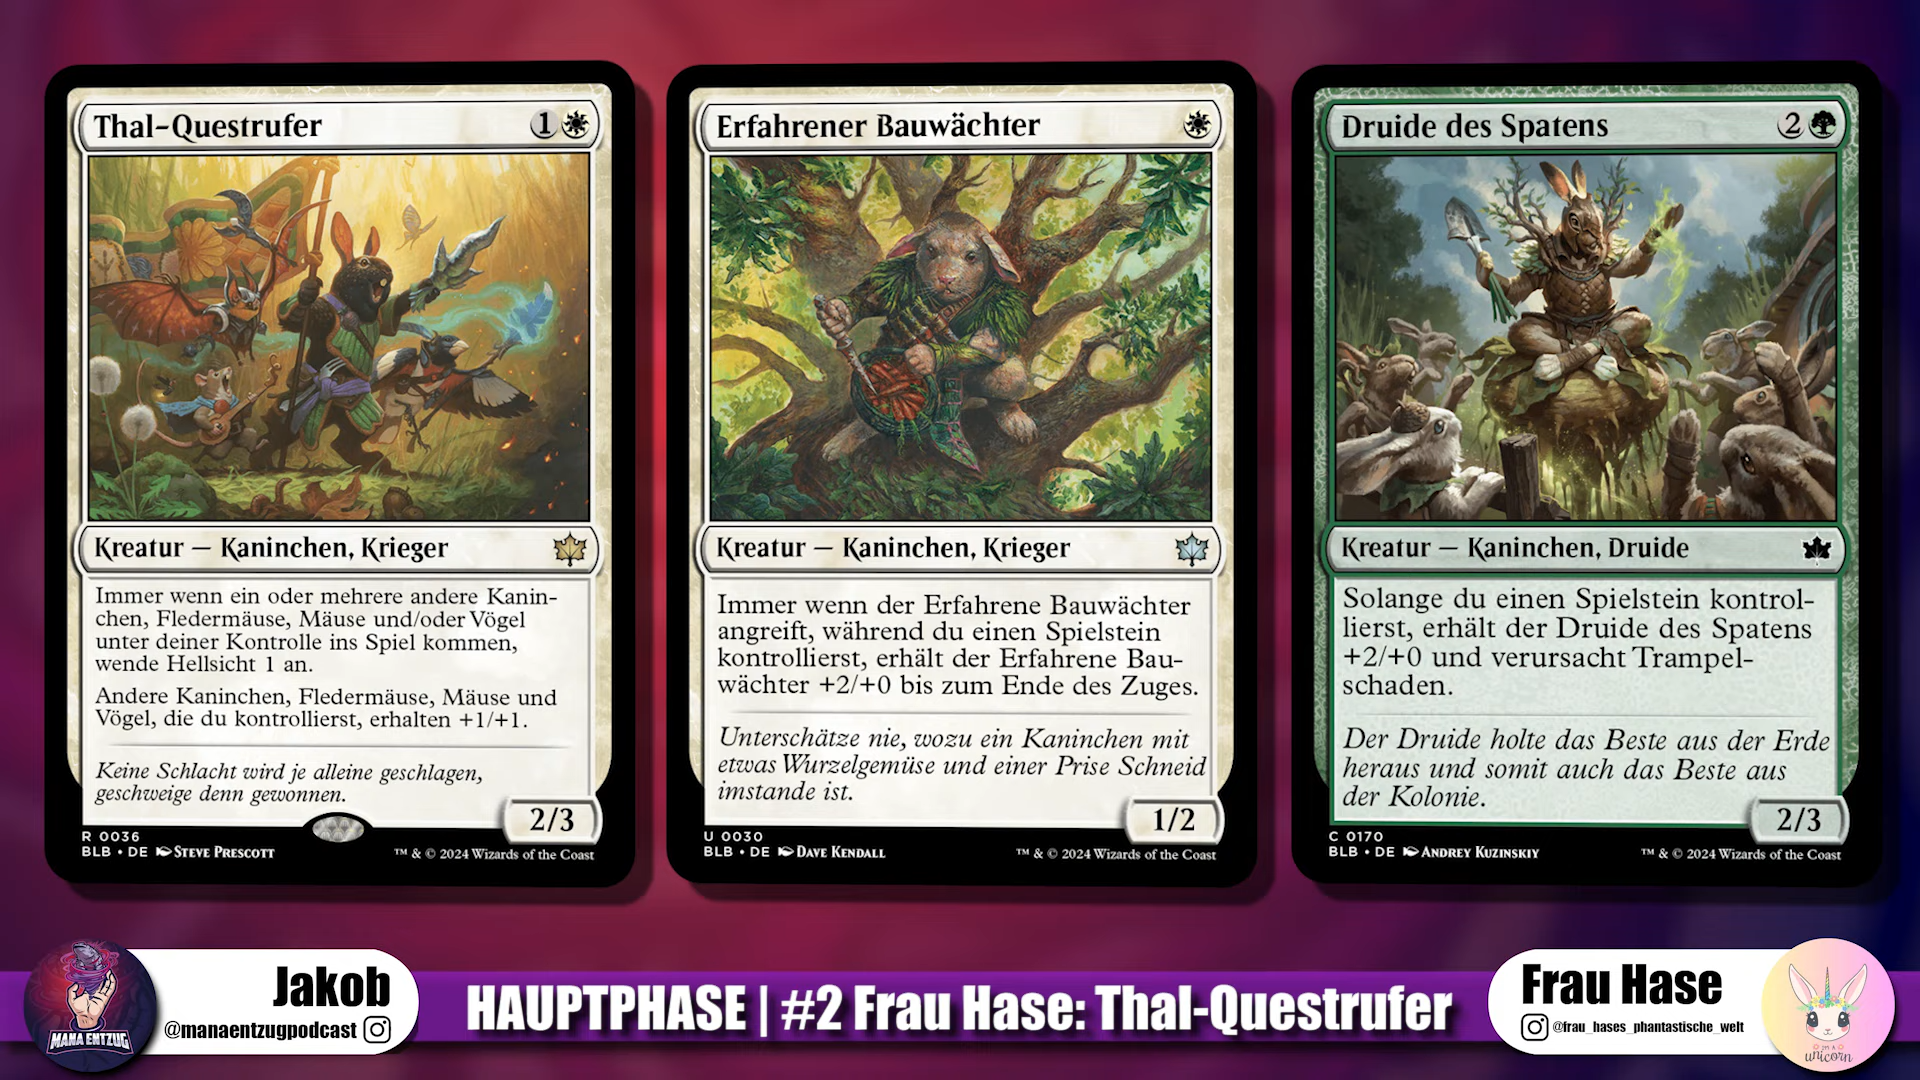 Thal-Questrufer
1
Kreatur — Kaninchen, Krieger
Immer wenn ein oder mehrere andere Kanin-
chen, Fledermäuse, Mäuse und/oder Vögel
unter deiner Kontrolle ins Spiel kommen,
wende Hellsicht 1 an.
Andere Kaninchen, Fledermäuse, Mäuse und
Vögel, die du kontrollierst, erhalten +1/+1.
Keine Schlacht wird je alleine geschlagen,
geschweige denn gewonnen.
2/3
R 0036
BLB • DE STEVE PRESCOTT
™ & © 2024 Wizards of the Coast
Erfahrener Bauwächter
Kreatur — Kaninchen, Krieger
Immer wenn der Erfahrene Bauwächter
angreift, während du einen Spielstein
kontrollierst, erhält der Erfahrene Bau-
wächter +2/+0 bis zum Ende des Zuges.
Unterschätze nie, wozu ein Kaninchen mit
etwas Wurzelgemüse und einer Prise Schneid
imstande ist.
1/2
U 0030
BLB • DE DAVE KENDALL
™ & © 2024 Wizards of the Coast
Druide des Spatens
2
Kreatur — Kaninchen, Druide
Solange du einen Spielstein kontrol-
lierst, erhält der Druide des Spatens
+2/+0 und verursacht Trampel-
schaden.
Der Druide holte das Beste aus der Erde
heraus und somit auch das Beste aus
der Kolonie.
2/3
C 0170
BLB • DE ANDREY KUZINSKIY
™ & © 2024 Wizards of the Coast
MANA ENTZUG
Jakob
@manaentzugpodcast
HAUPTPHASE | #2 Frau Hase: Thal-Questrufer
Frau Hase
@frau_hases_phantastische_welt
I'M A
unicorn